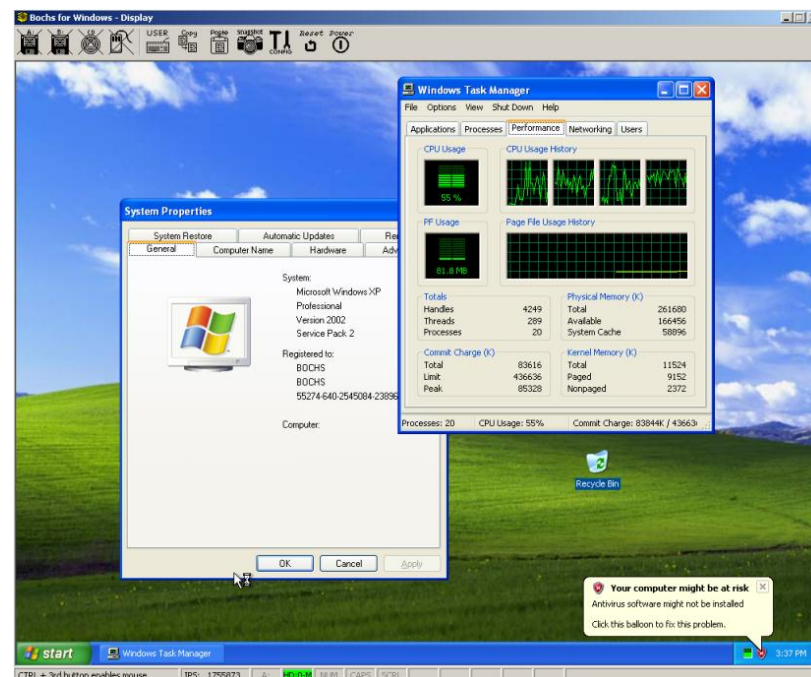 Bochs for Windows - Display
USER Copy Paste snapshot Reset Power
CONFIG
Windows Task Manager
File Options View Shut Down Help
Applications Processes Performance Networking Users
CPU Usage CPU Usage History
55 %
PF Usage Page File Usage History
81.8 MB
Totals
Handles 4249
Threads 289
Processes 20
Physical Memory (K)
Total 261680
Available 166456
System Cache 58896
Commit Charge (K)
Total 83616
Limit 436636
Peak 85328
Kernel Memory (K)
Total 11524
Paged 9152
Nonpaged 2372
Processes: 20 CPU Usage: 55% Commit Charge: 83844K / 43663
System Properties
System Restore Automatic Updates Re
General Computer Name Hardware Adv
System:
Microsoft Windows XP
Professional
Version 2002
Service Pack 2
Registered to:
BOCHS
BOCHS
55274-640-2545084-23896
Computer:
OK Cancel Apply
Recycle Bin
Your computer might be at risk
Antivirus software might not be installed
Click this balloon to fix this problem.
start Windows Task Manager 3:37 PM
CTRL + 3rd button enables mouse IPS: 1755873 A: HD:0-M NUM CAPS SCRL